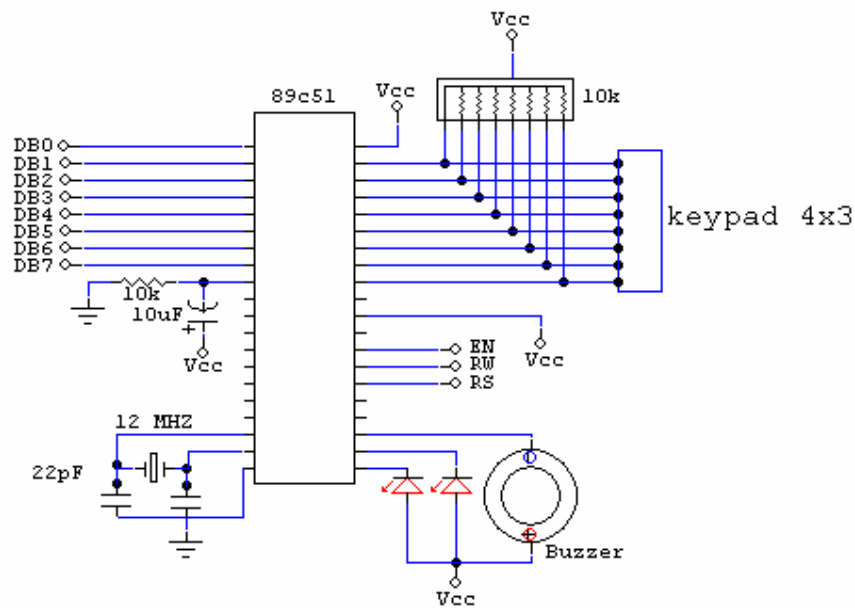 Vcc
89c51
Vcc
10k
DB0
DB1
DB2
DB3
DB4
DB5
DB6
DB7
keypad 4x3
10k
10uF
+
Vcc
Vcc
EN
RW
RS
12 MHZ
22pF
Buzzer
Vcc